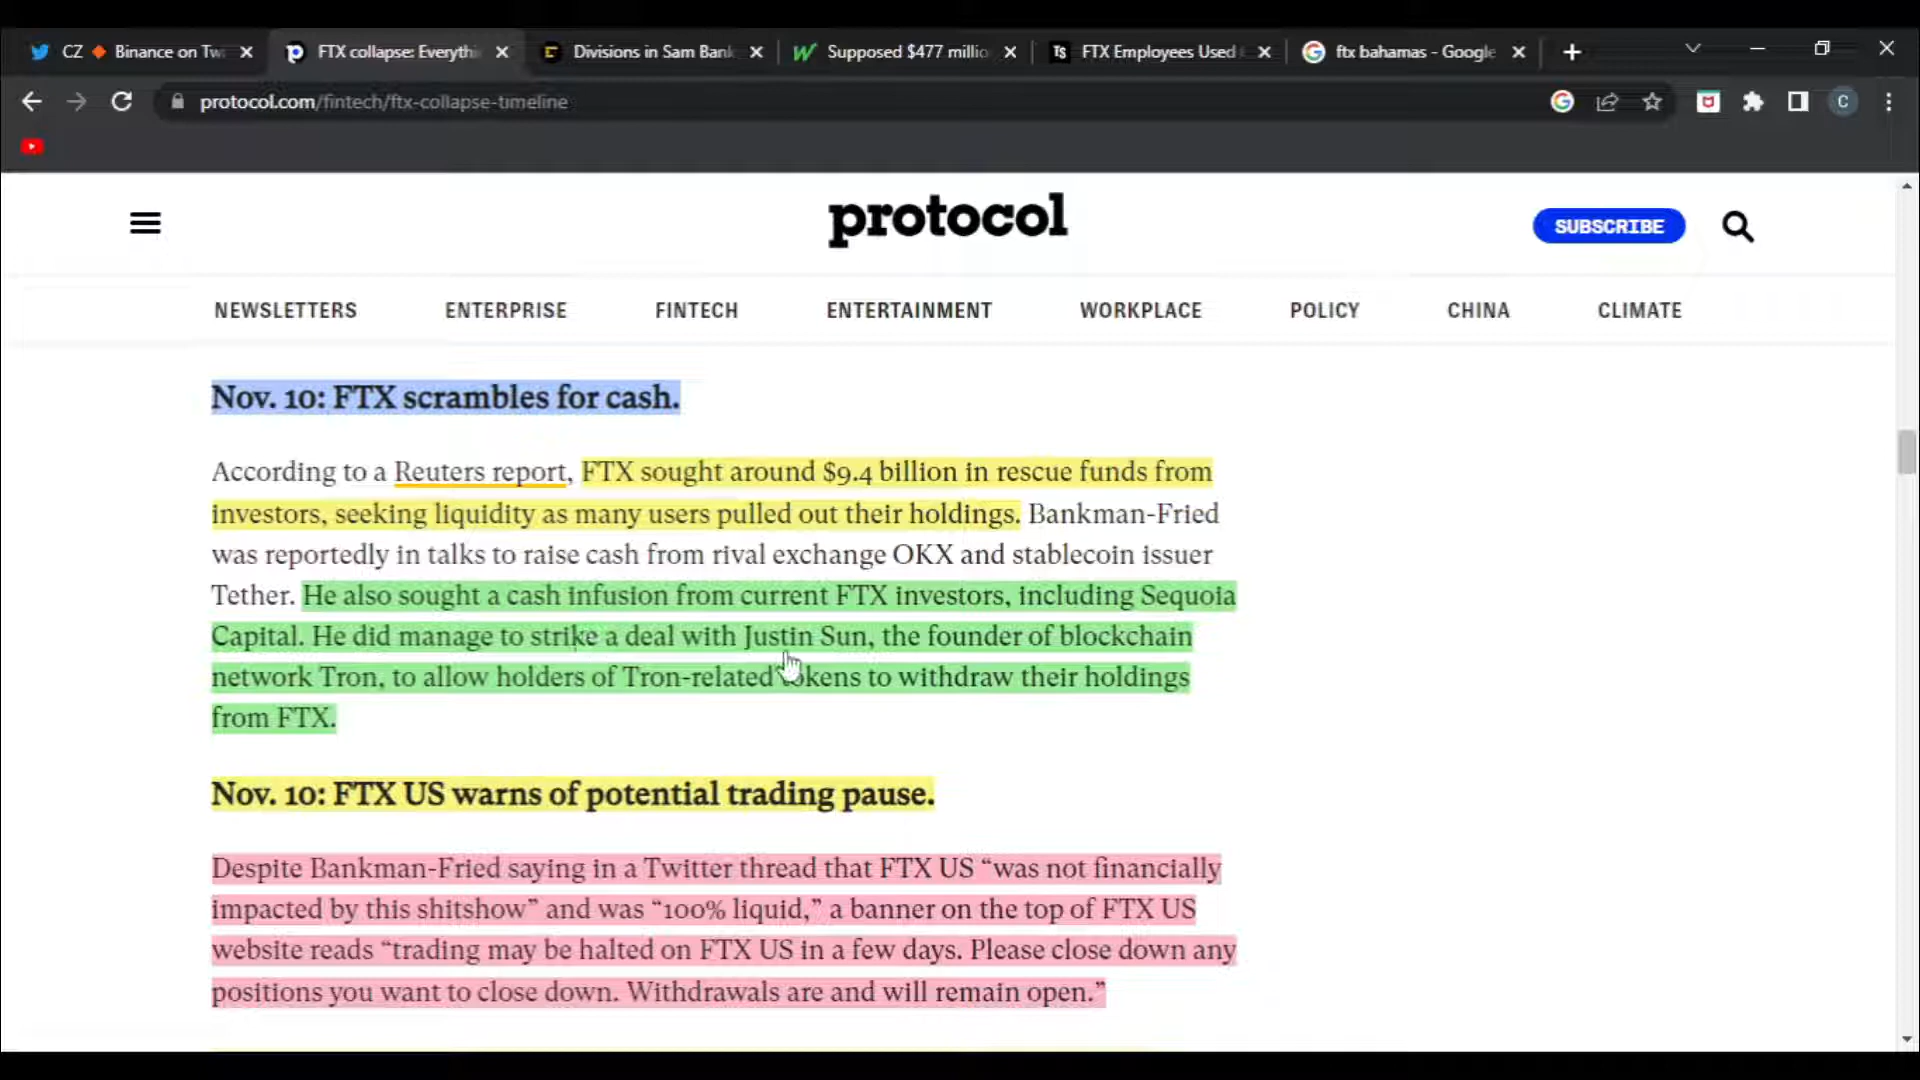 CZ 🔶 Binance on Tw
FTX collapse: Everythi
Divisions in Sam Bank
Supposed $477 millio
Ts FTX Employees Used
ftx bahamas - Google
protocol.com/fintech/ftx-collapse-timeline
C
protocol
SUBSCRIBE
NEWSLETTERS ENTERPRISE FINTECH ENTERTAINMENT WORKPLACE POLICY CHINA CLIMATE
Nov. 10: FTX scrambles for cash.
According to a Reuters report, FTX sought around $9.4 billion in rescue funds from
investors, seeking liquidity as many users pulled out their holdings. Bankman-Fried
was reportedly in talks to raise cash from rival exchange OKX and stablecoin issuer
Tether. He also sought a cash infusion from current FTX investors, including Sequoia
Capital. He did manage to strike a deal with Justin Sun, the founder of blockchain
network Tron, to allow holders of Tron-related tokens to withdraw their holdings
from FTX.
Nov. 10: FTX US warns of potential trading pause.
Despite Bankman-Fried saying in a Twitter thread that FTX US “was not financially
impacted by this shitshow” and was “100% liquid,” a banner on the top of FTX US
website reads “trading may be halted on FTX US in a few days. Please close down any
positions you want to close down. Withdrawals are and will remain open.”